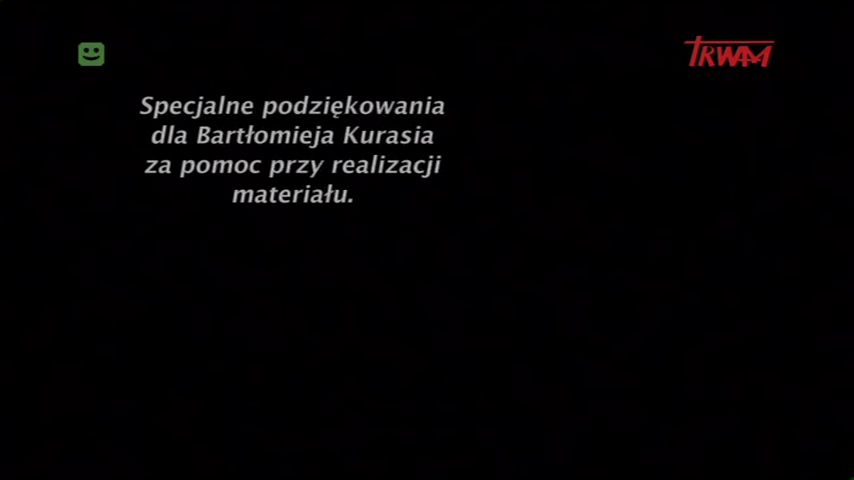 TRWAM
Specjalne podziękowania
dla Bartłomieja Kurasia
za pomoc przy realizacji
materiału.